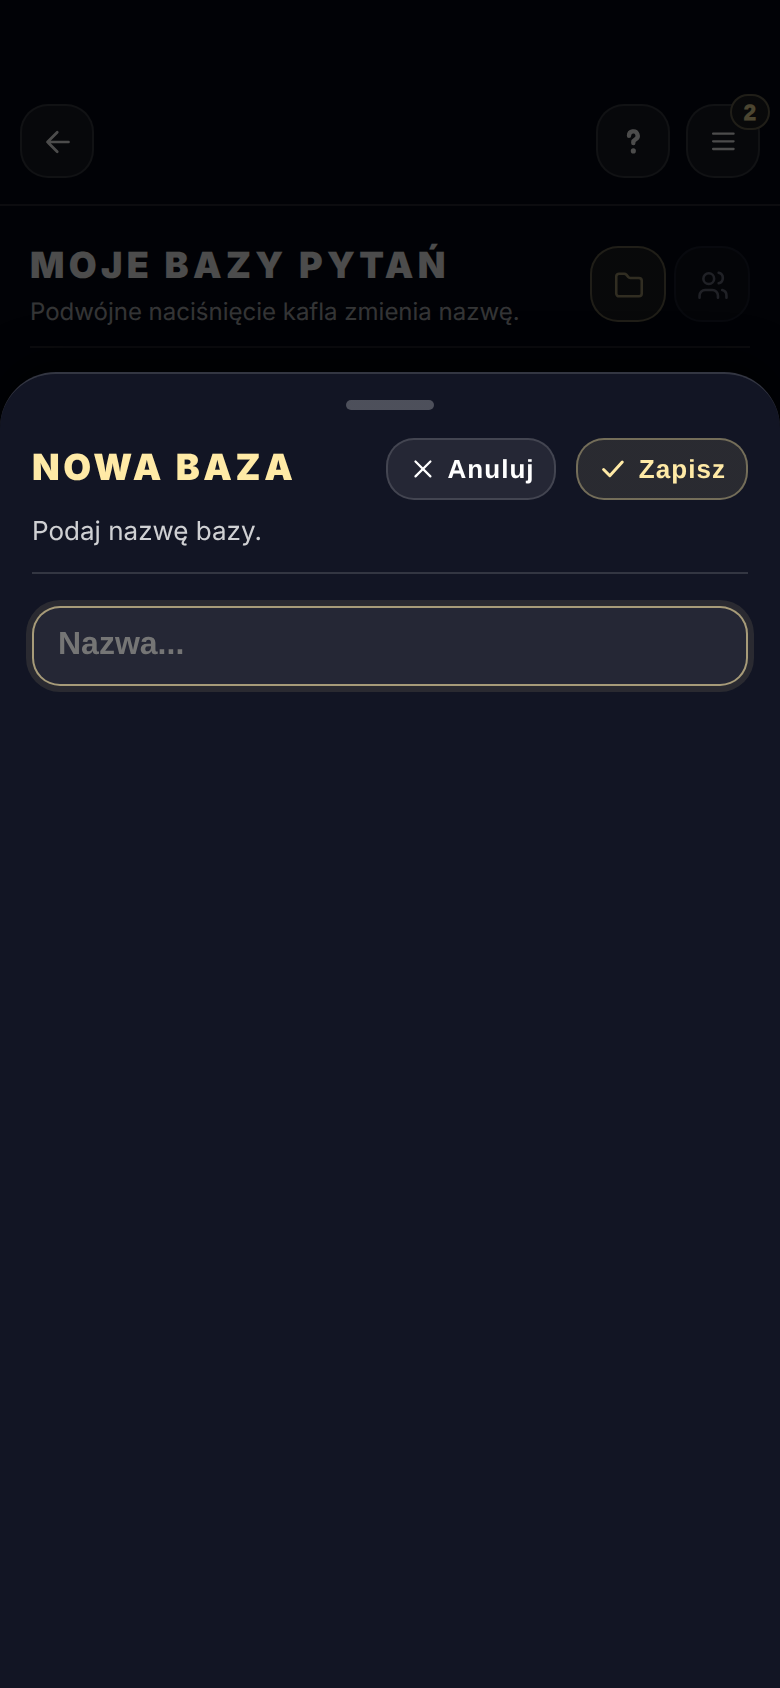 ?
2
MOJE BAZY PYTAŃ
Podwójne naciśnięcie kafla zmienia nazwę.
NOWA BAZA
Anuluj
Zapisz
Podaj nazwę bazy.
Nazwa...